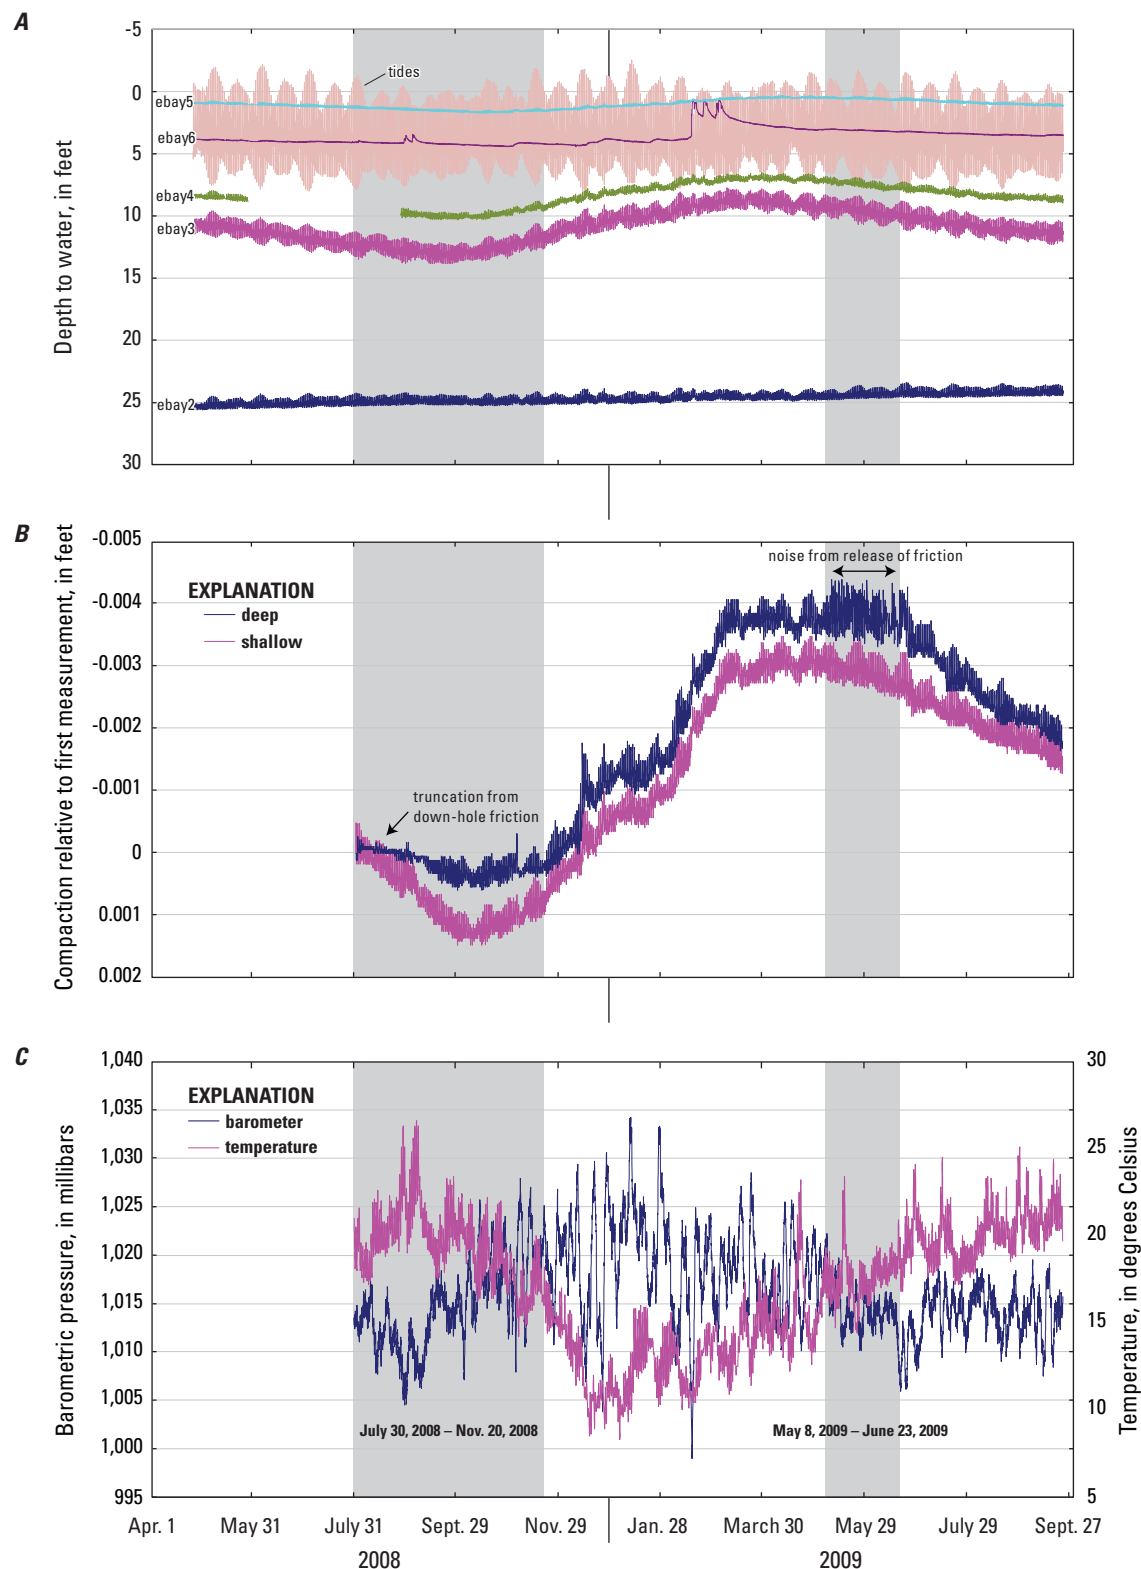 A
Depth to water, in feet
-5
0
5
10
15
20
25
30
tides
ebay5
ebay6
ebay4
ebay3
ebay2
B
Compaction relative to first measurement, in feet
-0.005
-0.004
-0.003
-0.002
-0.001
0
0.001
0.002
EXPLANATION
deep
shallow
noise from release of friction
truncation from
down-hole friction
C
Barometric pressure, in millibars
1,040
1,035
1,030
1,025
1,020
1,015
1,010
1,005
1,000
995
EXPLANATION
barometer
temperature
July 30, 2008 – Nov. 20, 2008
May 8, 2009 – June 23, 2009
30
25
20
15
10
5
Temperature, in degrees Celsius
Apr. 1 May 31 July 31 Sept. 29 Nov. 29 Jan. 28 March 30 May 29 July 29 Sept. 27
2008 2009